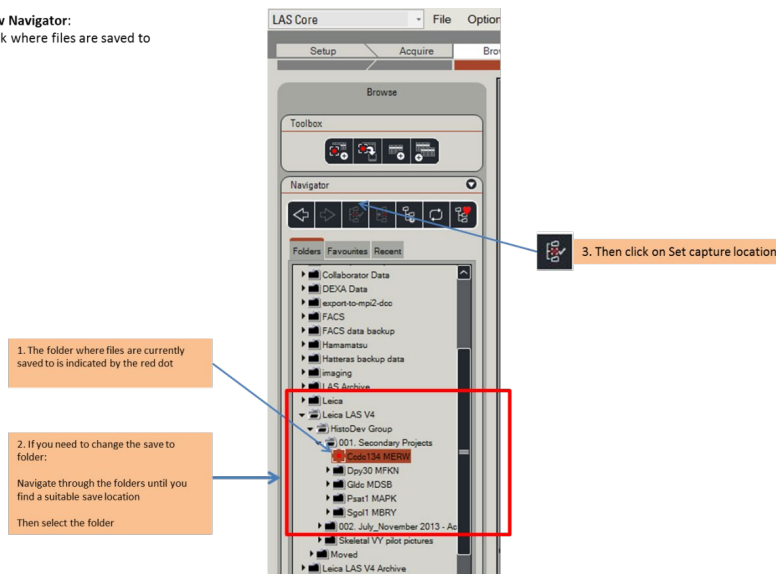 w Navigator:
k where files are saved to
LAS Core
File Option
Setup Acquire Brow
Browse
Toolbox
Navigator
Folders Favourites Recent
Collaborator Data
DEXA Data
export-to-mpi2-dcc
FACS
FACS data backup
Hamamatsu
Hatteras backup data
imaging
LAS Archive
Leica
Leica LAS V4
HistoDev Group
001. Secondary Projects
Ccdc134 MERW
Dpy30 MFKN
Gldc MDSB
Psat1 MAPK
Sgol1 MBRY
002. July_November 2013 - Ac
Skeletal VY pilot pictures
Moved
Leica LAS V4 Archive
3. Then click on Set capture location
1. The folder where files are currently
saved to is indicated by the red dot
2. If you need to change the save to
folder:
Navigate through the folders until you
find a suitable save location
Then select the folder